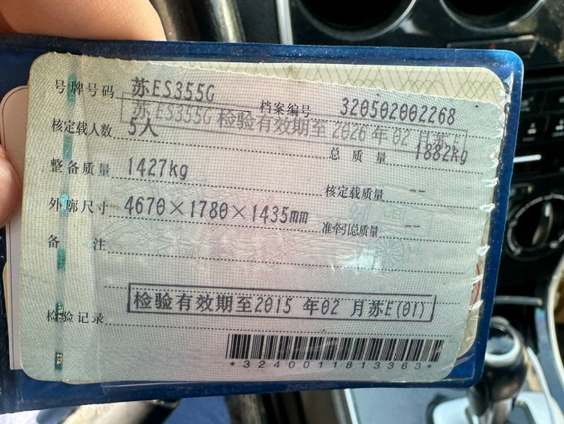 号牌号码 苏ES355G 档案编号 320502002268
苏ES355G 检验有效期至2026年02月苏E
核定载人数 5人 总质量 1882kg
整备质量 1427kg 核定载质量 --
外廓尺寸 4670×1780×1435mm 准牵引总质量 --
备注
检验有效期至2015年02月苏E(01)
检验记录
*3240011813363*